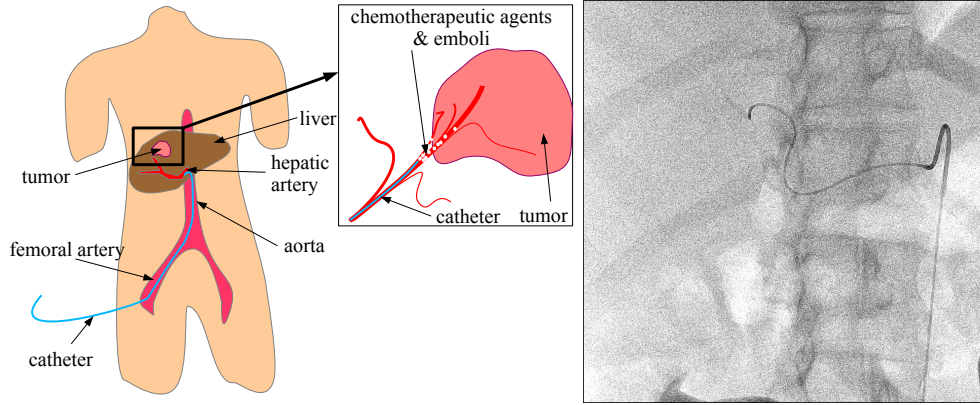 liver
tumor
hepatic
artery
femoral artery
aorta
catheter
chemotherapeutic agents
& emboli
catheter
tumor